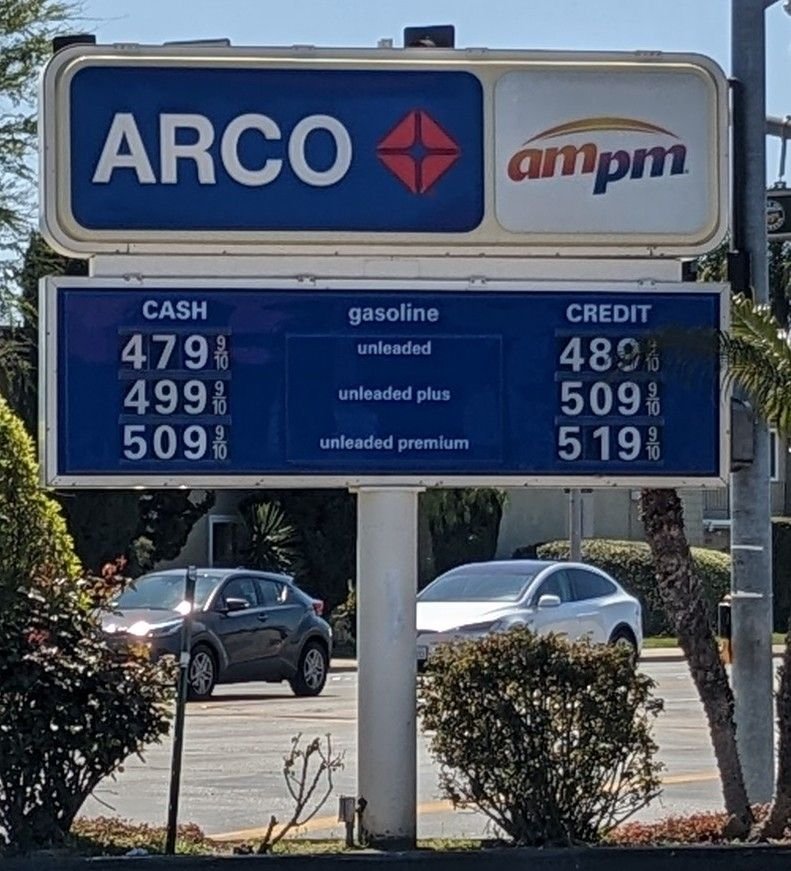 ARCO ampm
CASH gasoline CREDIT
479 9/10 unleaded 489 9/10
499 9/10 unleaded plus 509 9/10
509 9/10 unleaded premium 519 9/10